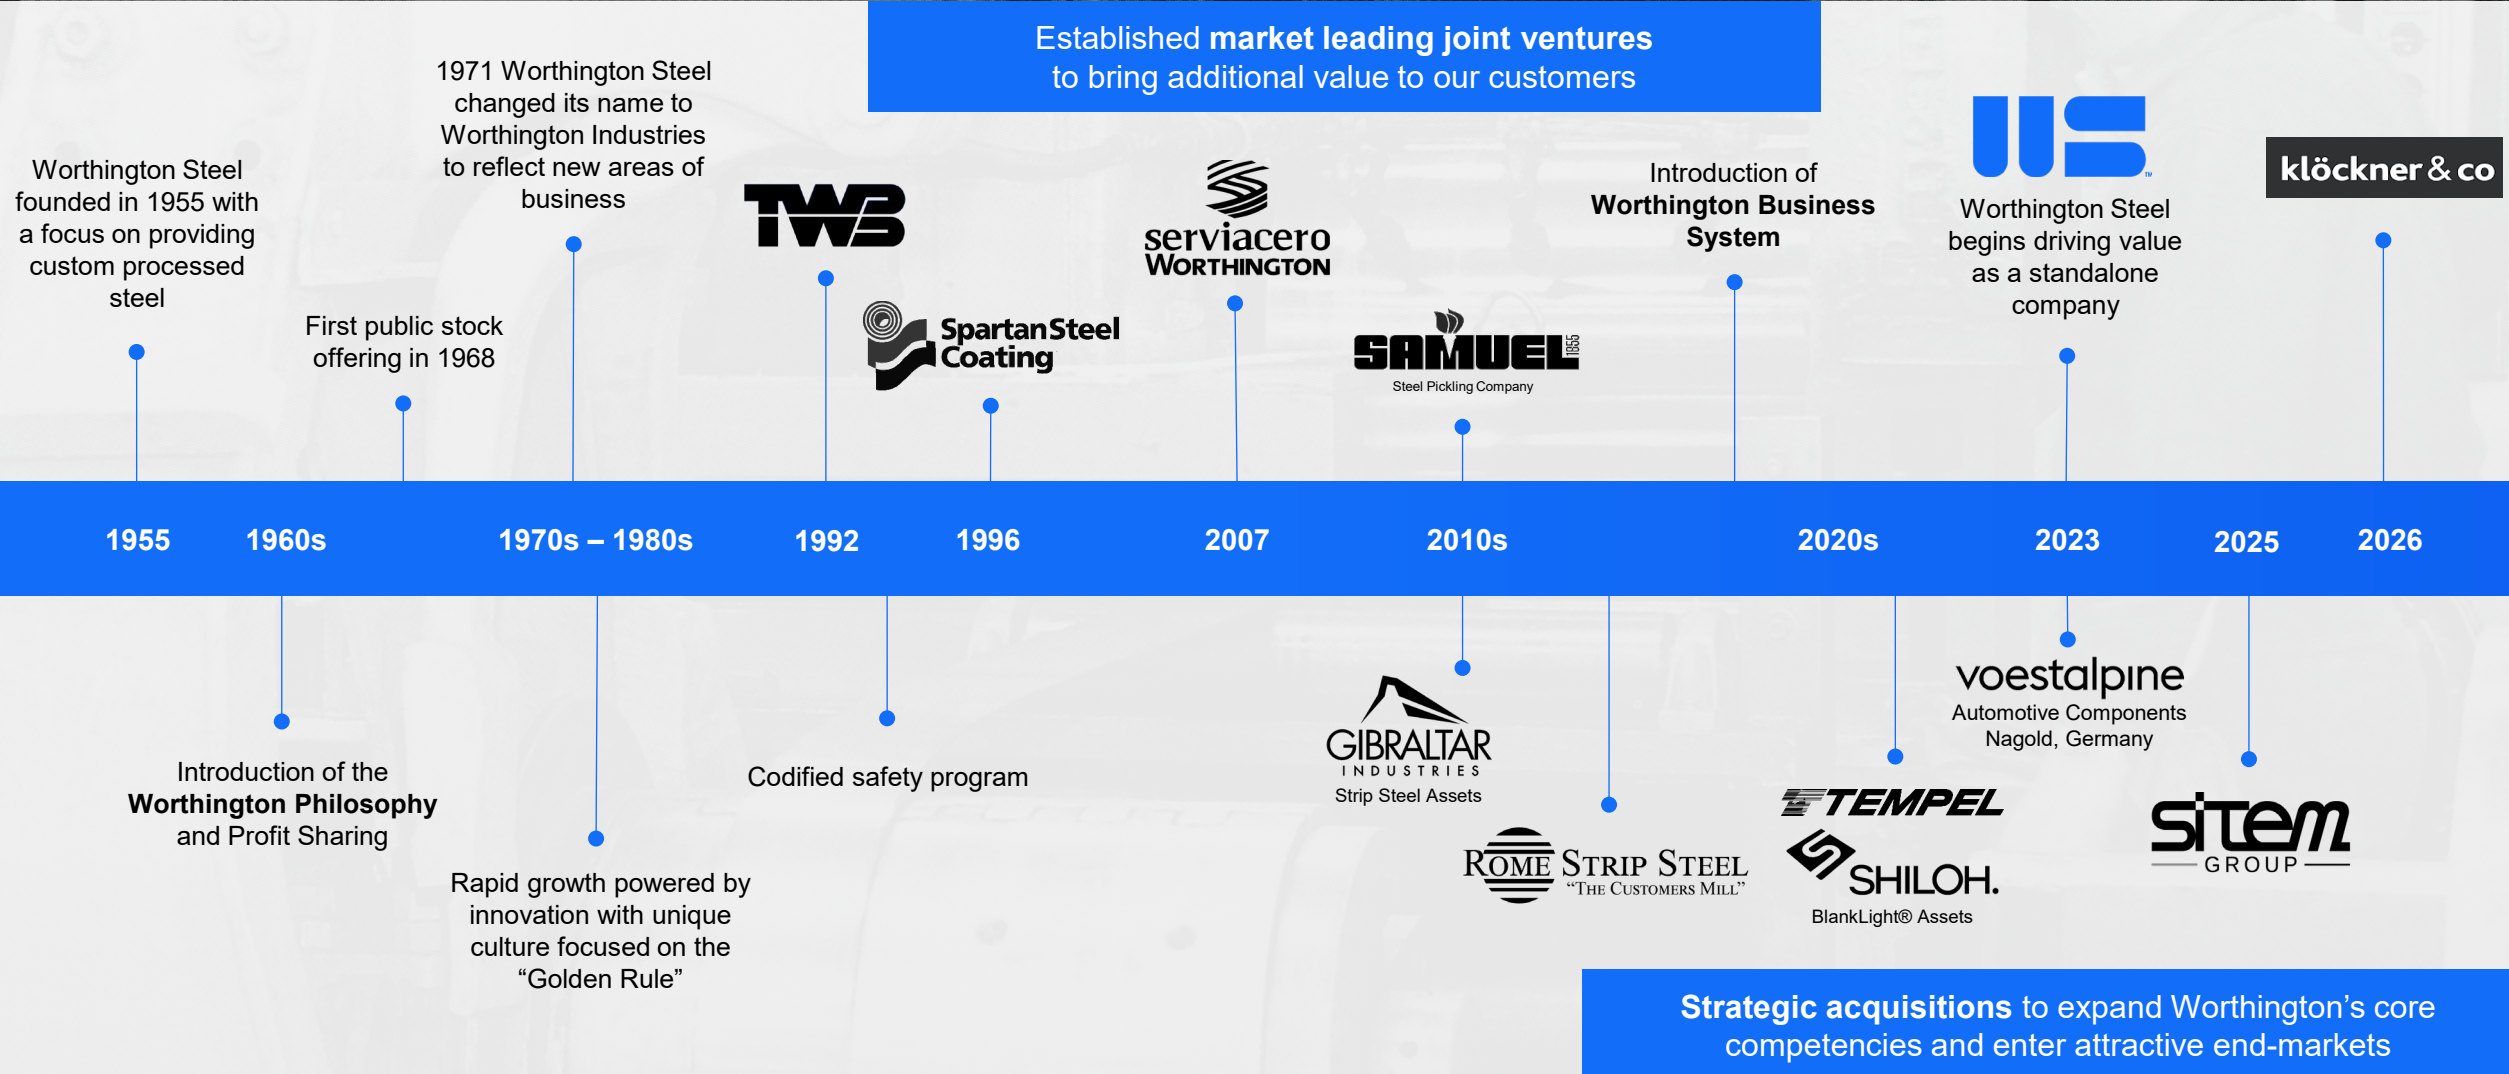 Established market leading joint ventures
to bring additional value to our customers
Worthington Steel
founded in 1955 with
a focus on providing
custom processed
steel
First public stock
offering in 1968
1971 Worthington Steel
changed its name to
Worthington Industries
to reflect new areas of
business
TWB
Spartan Steel
Coating
serviacero
WORTHINGTON
SAMUEL 1855
Steel Pickling Company
Introduction of
Worthington Business
System
WS™
Worthington Steel
begins driving value
as a standalone
company
klöckner & co
1955
1960s
1970s – 1980s
1992
1996
2007
2010s
2020s
2023
2025
2026
Introduction of the
Worthington Philosophy
and Profit Sharing
Rapid growth powered by
innovation with unique
culture focused on the
“Golden Rule”
Codified safety program
GIBRALTAR
INDUSTRIES
Strip Steel Assets
ROME STRIP STEEL
“THE CUSTOMERS MILL”
TEMPEL
SHILOH.
BlankLight® Assets
voestalpine
Automotive Components
Nagold, Germany
sitem
GROUP
Strategic acquisitions to expand Worthington’s core
competencies and enter attractive end-markets